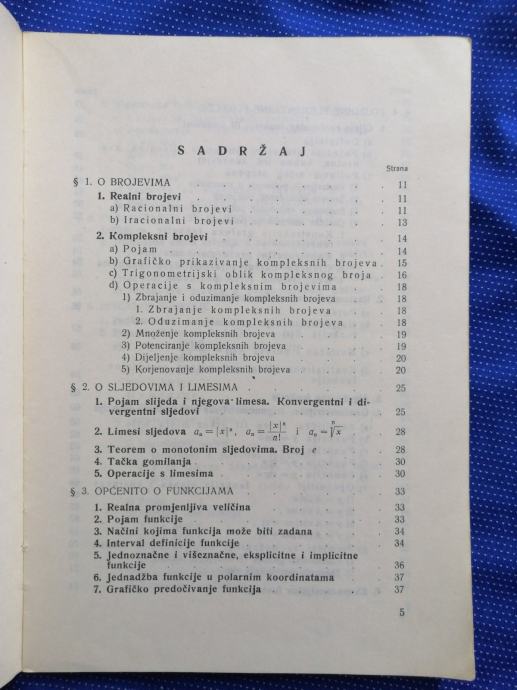 SADRŽAJ
Strana
§ 1. O BROJEVIMA . . . . . . . . . . 11
1. Realni brojevi . . . . . . . . . . 11
a) Racionalni brojevi . . . . . . . . 11
b) Iracionalni brojevi . . . . . . . . 13
2. Kompleksni brojevi . . . . . . . . 14
a) Pojam . . . . . . . . . . 14
b) Grafičko prikazivanje kompleksnih brojeva . 15
c) Trigonometrijski oblik kompleksnog broja . 16
d) Operacije s kompleksnim brojevima . . . 18
1) Zbrajanje i oduzimanje kompleksnih brojeva . . 18
1. Zbrajanje kompleksnih brojeva . . . 18
2. Oduzimanje kompleksnih brojeva . . . 18
2) Množenje kompleksnih brojeva . . . . 19
3) Potenciranje kompleksnih brojeva . . . . 19
4) Dijeljenje kompleksnih brojeva . . . . 20
5) Korjenovanje kompleksnih brojeva . . . . 20
§ 2. O SLJEDOVIMA I LIMESIMA . . . . . . . 25
1. Pojam slijeda i njegova limesa. Konvergentni i di-
vergentni sljedovi . . . . . . . . 25
2. Limesi sljedova aₙ = |x|ⁿ, aₙ = |x|ⁿ/n! i aₙ = ⁿ√x . . 28
3. Teorem o monotonim sljedovima. Broj e . . . 28
4. Tačka gomilanja . . . . . . . . 30
5. Operacije s limesima . . . . . . . 30
§ 3. OPĆENITO O FUNKCIJAMA . . . . . . . 33
1. Realna promjenljiva veličina . . . . . . 33
2. Pojam funkcije . . . . . . . . 33
3. Načini kojima funkcija može biti zadana . . . 34
4. Interval definicije funkcije . . . . . . 34
5. Jednoznačne i višeznačne, eksplicitne i implicitne
funkcije . . . . . . . . . . 36
6. Jednadžba funkcije u polarnim koordinatama . . 37
7. Grafičko predočivanje funkcija . . . . . 37
5